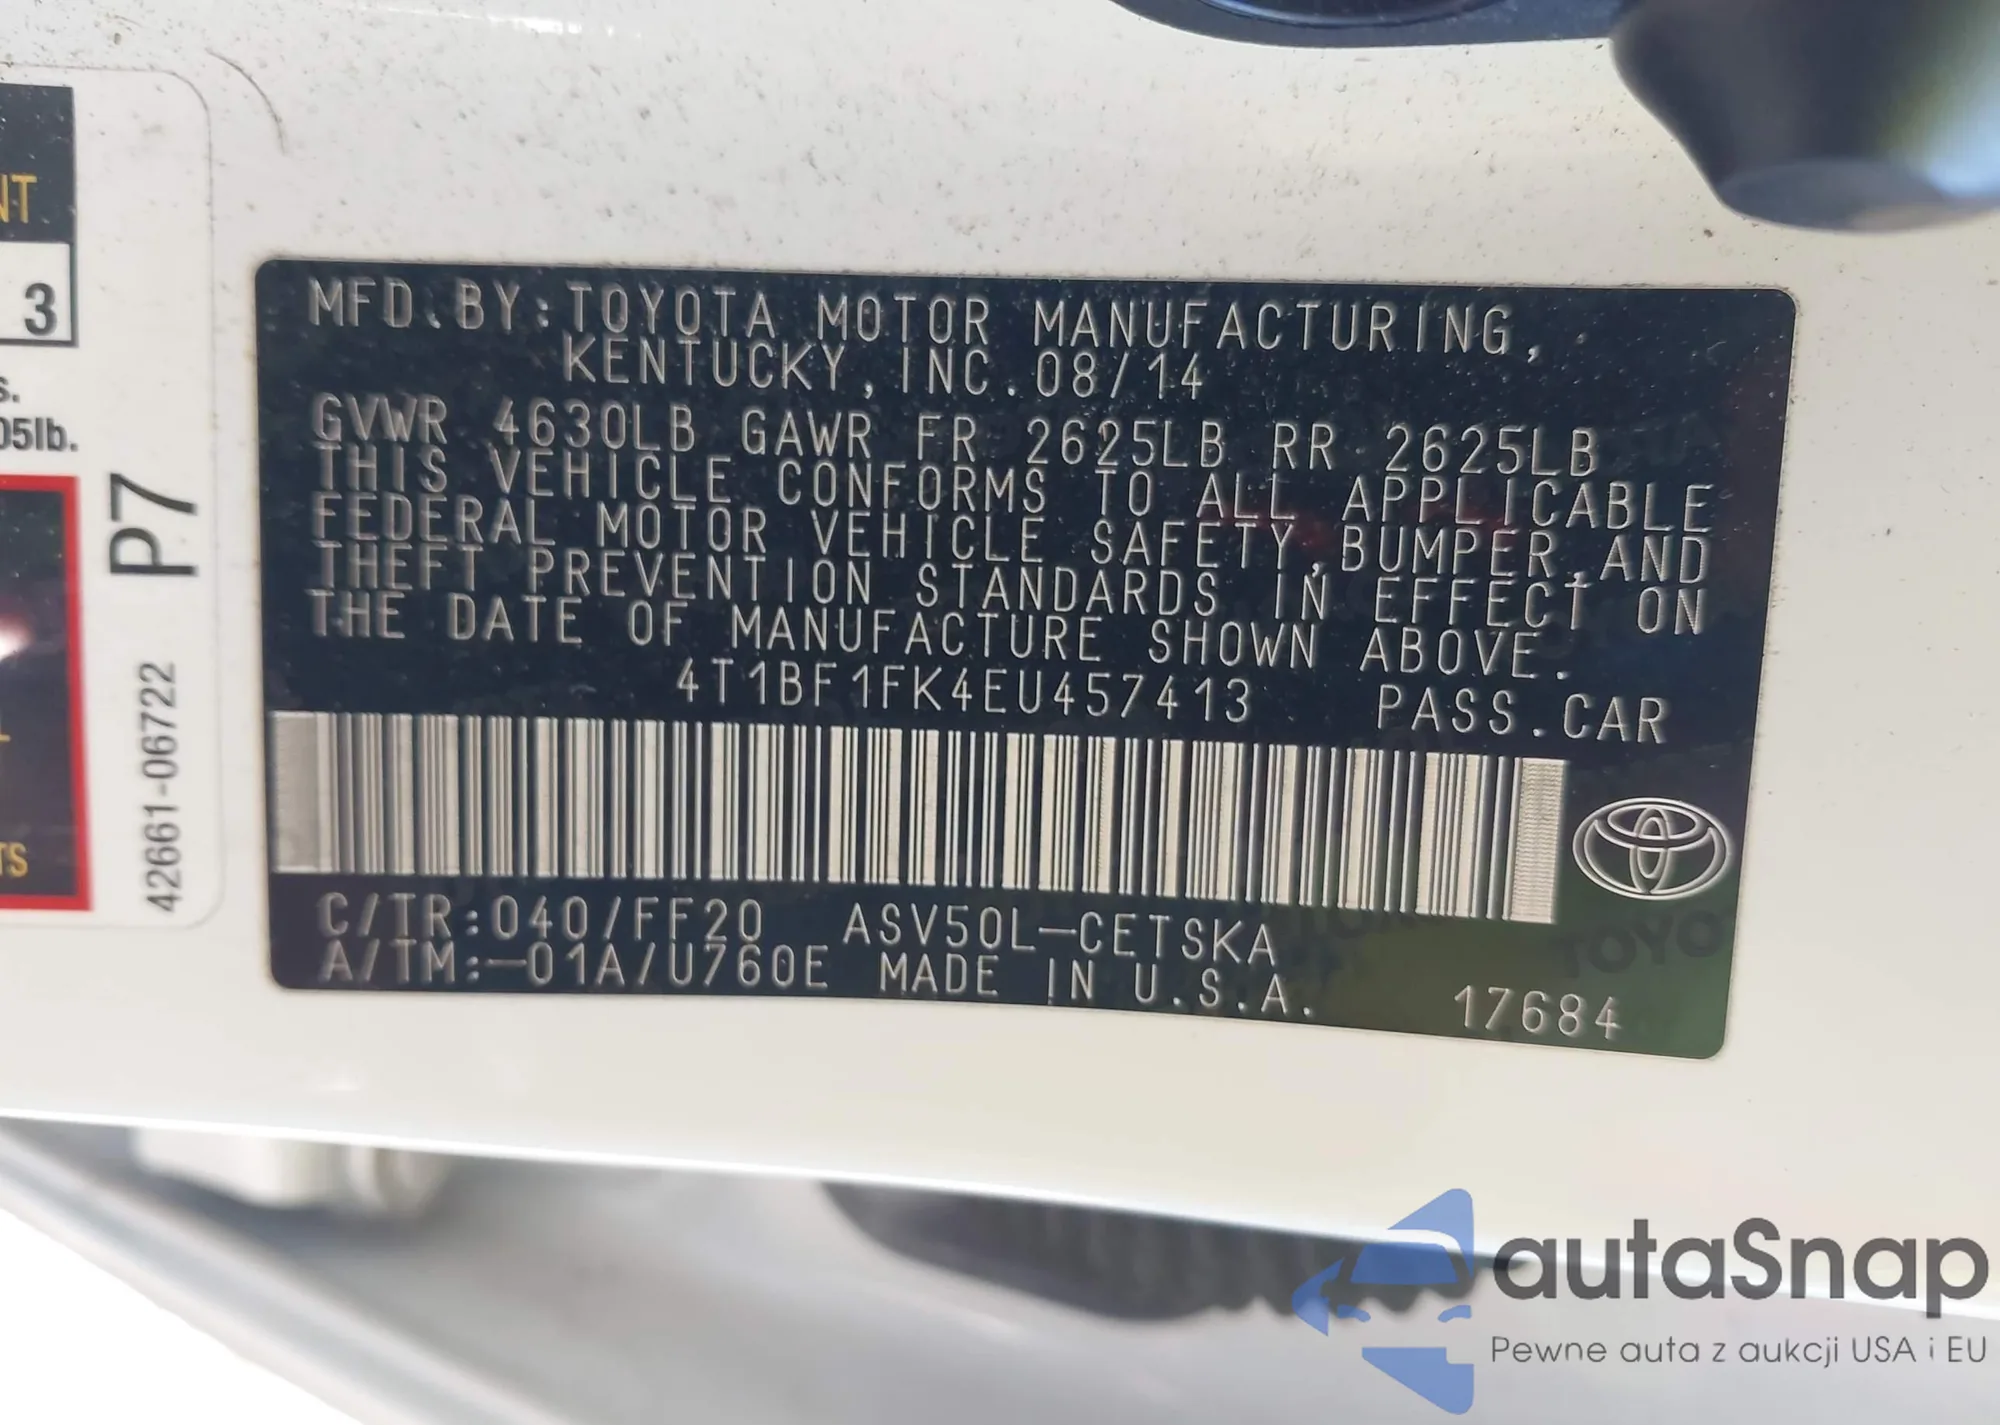 NT
3
s.
05lb.
P7
42661-06722
L
TS
MFD.BY:TOYOTA MOTOR MANUFACTURING,
KENTUCKY,INC.08/14
GVWR 4630LB GAWR FR 2625LB RR 2625LB
THIS VEHICLE CONFORMS TO ALL APPLICABLE
FEDERAL MOTOR VEHICLE SAFETY,BUMPER,AND
THEFT PREVENTION STANDARDS IN EFFECT ON
THE DATE OF MANUFACTURE SHOWN ABOVE.
4T1BF1FK4EU457413 PASS.CAR
C/TR:040/FF20 ASV50L-CETSKA
A/TM:-01A/U760E MADE IN U.S.A.
17684
TOYO
autaSnap
Pewne auta z aukcji USA i EU